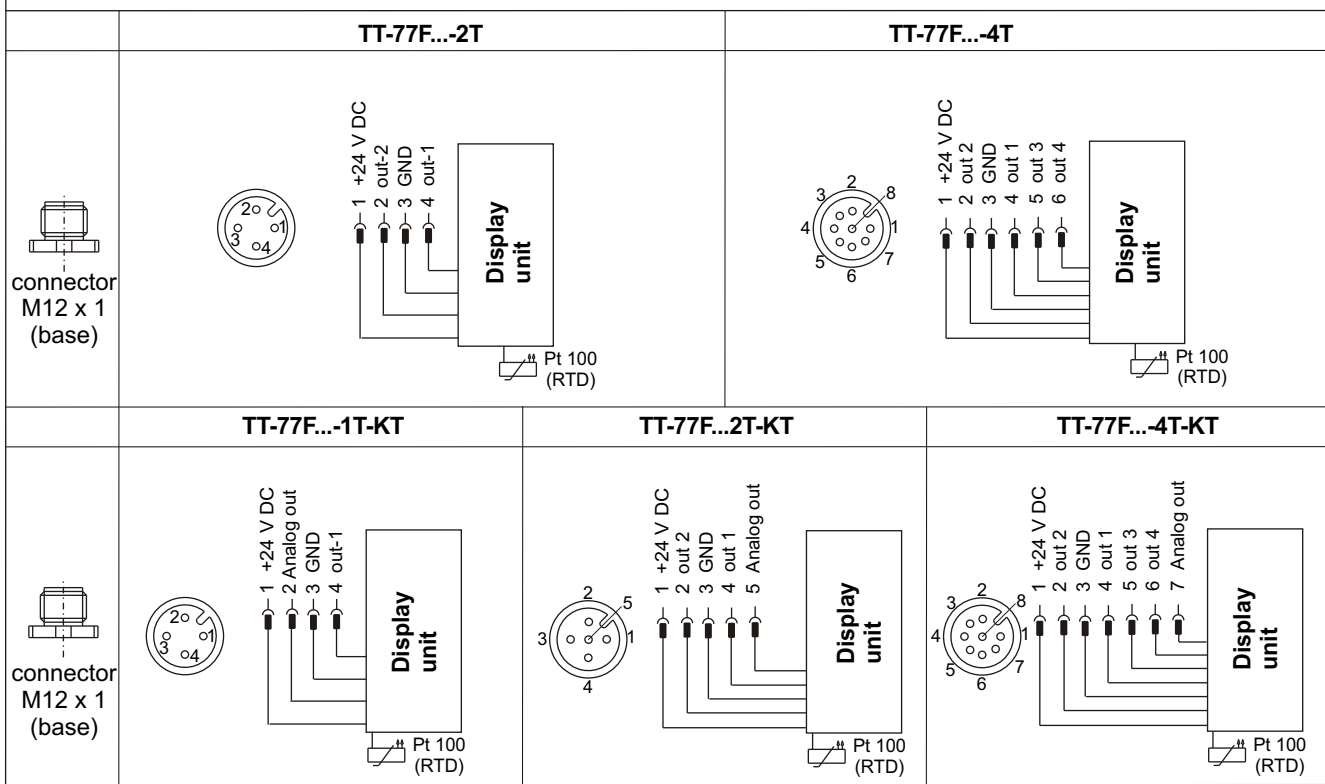 TT-77F...-2T
TT-77F...-4T
connector
M12 x 1
(base)
2
1
3
4
1 +24 V DC
2 out-2
3 GND
4 out-1
Display
unit
Pt 100
(RTD)
3
2
8
4
1
5
6
7
1 +24 V DC
2 out 2
3 GND
4 out 1
5 out 3
6 out 4
Display
unit
Pt 100
(RTD)
TT-77F...-1T-KT
TT-77F...2T-KT
TT-77F...-4T-KT
connector
M12 x 1
(base)
2
1
3
4
1 +24 V DC
2 Analog out
3 GND
4 out-1
Display
unit
Pt 100
(RTD)
2
5
3
1
4
1 +24 V DC
2 out 2
3 GND
4 out 1
5 Analog out
Display
unit
Pt 100
(RTD)
3
2
8
4
1
5
6
7
1 +24 V DC
2 out 2
3 GND
4 out 1
5 out 3
6 out 4
7 Analog out
Display
unit
Pt 100
(RTD)